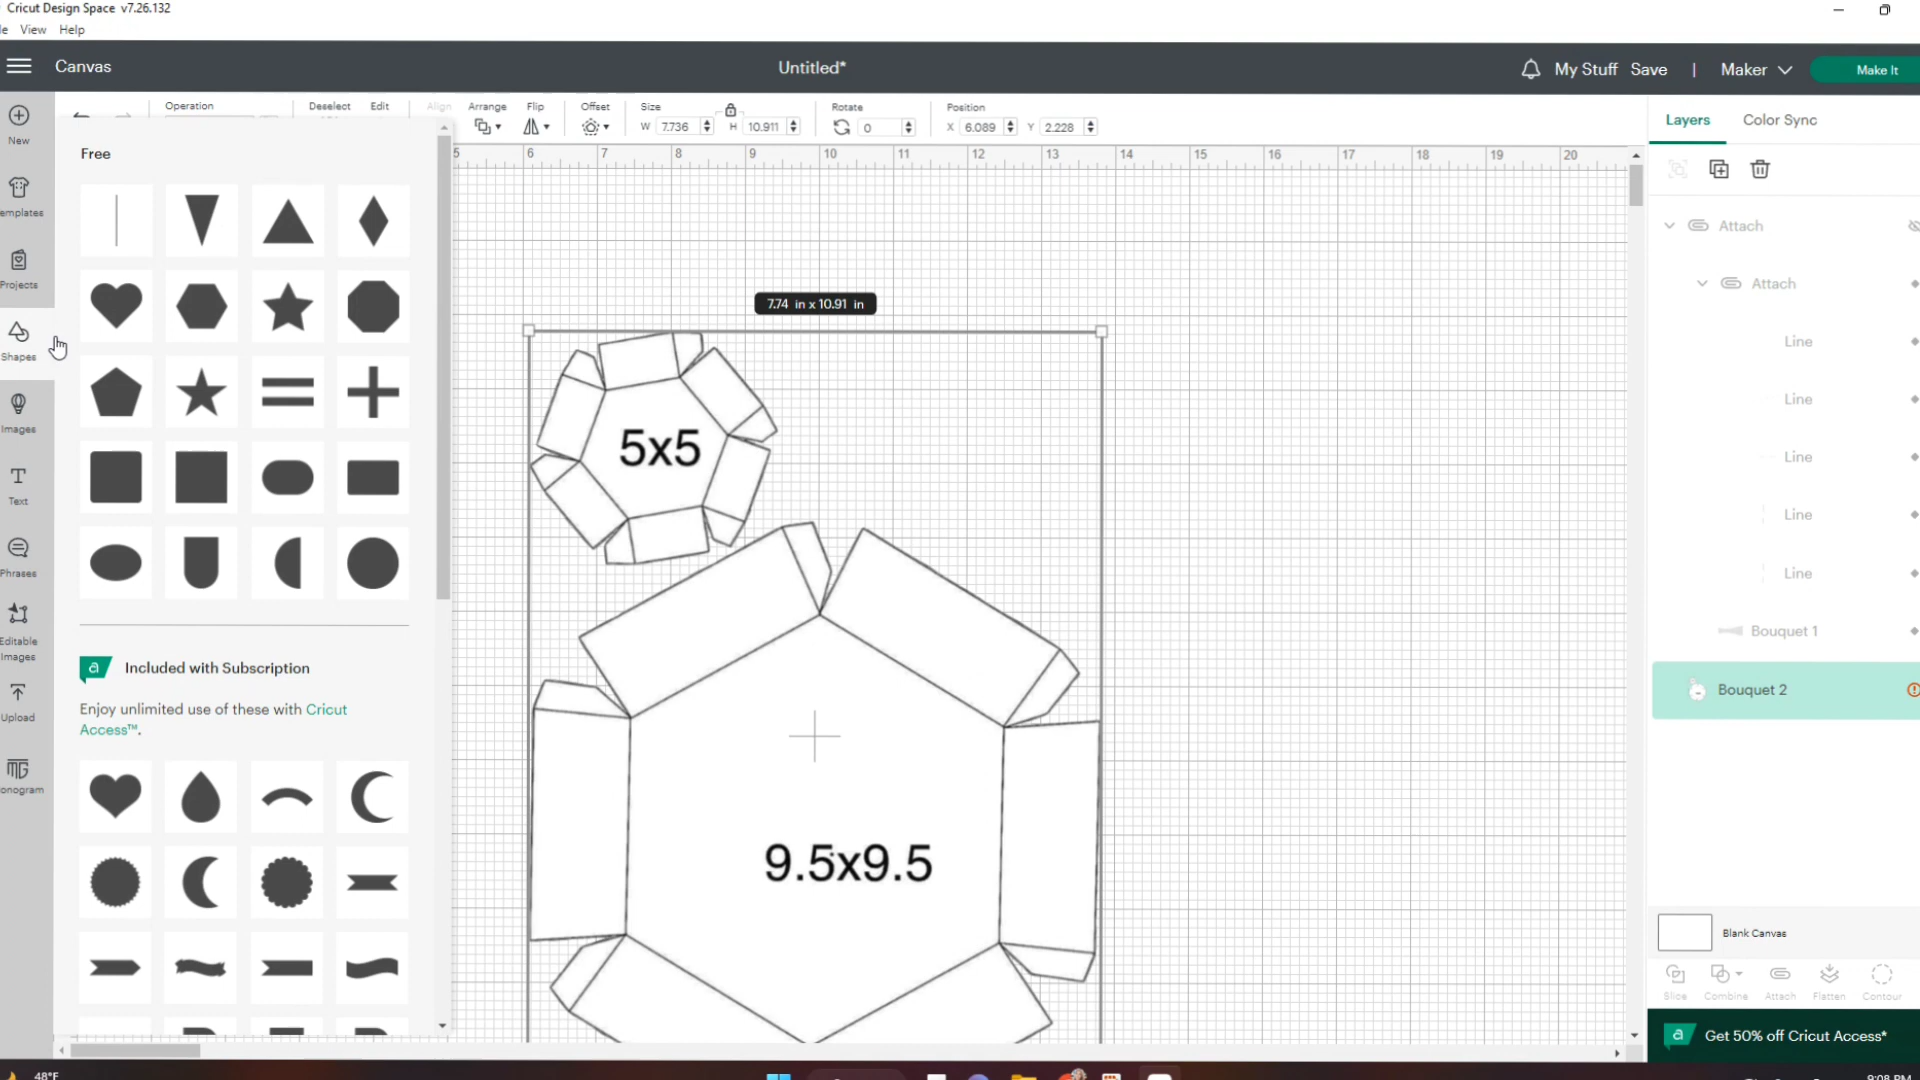 Cricut Design Space v7.26.132
View Help
Canvas
Untitled*
My Stuff Save | Maker
Make It
New
emplates
Projects
Shapes
Images
Text
Phrases
Editable
Images
Upload
onogram
Operation
Deselect
Edit
Align
Arrange
Flip
Offset
Size
W 7.736
H 10.911
Rotate
0
Position
X 6.089
Y 2.228
5 6 7 8 9 10 11 12 13 14 15 16 17 18 19 20
Free
Included with Subscription
Enjoy unlimited use of these with Cricut
Access™.
7.74 in x 10.91 in
5x5
9.5x9.5
Layers
Color Sync
Attach
Attach
Line
Line
Line
Line
Line
Bouquet 1
Bouquet 2
Blank Canvas
Slice
Combine
Attach
Flatten
Contour
a Get 50% off Cricut Access*
48°F
9:08 PM